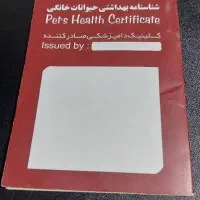 شناسنامه بهداشتی حیوانات خانگی
Pets Health Certificate
کلینیک دامپزشکی صادر کننده
Issued by :